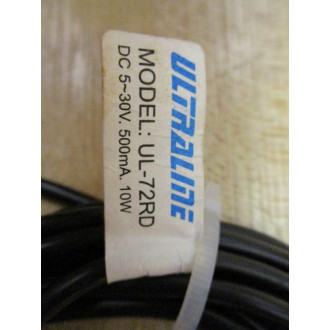 ULTRALINE
MODEL: UL-72RD
DC 5~30V. 500mA. 10W